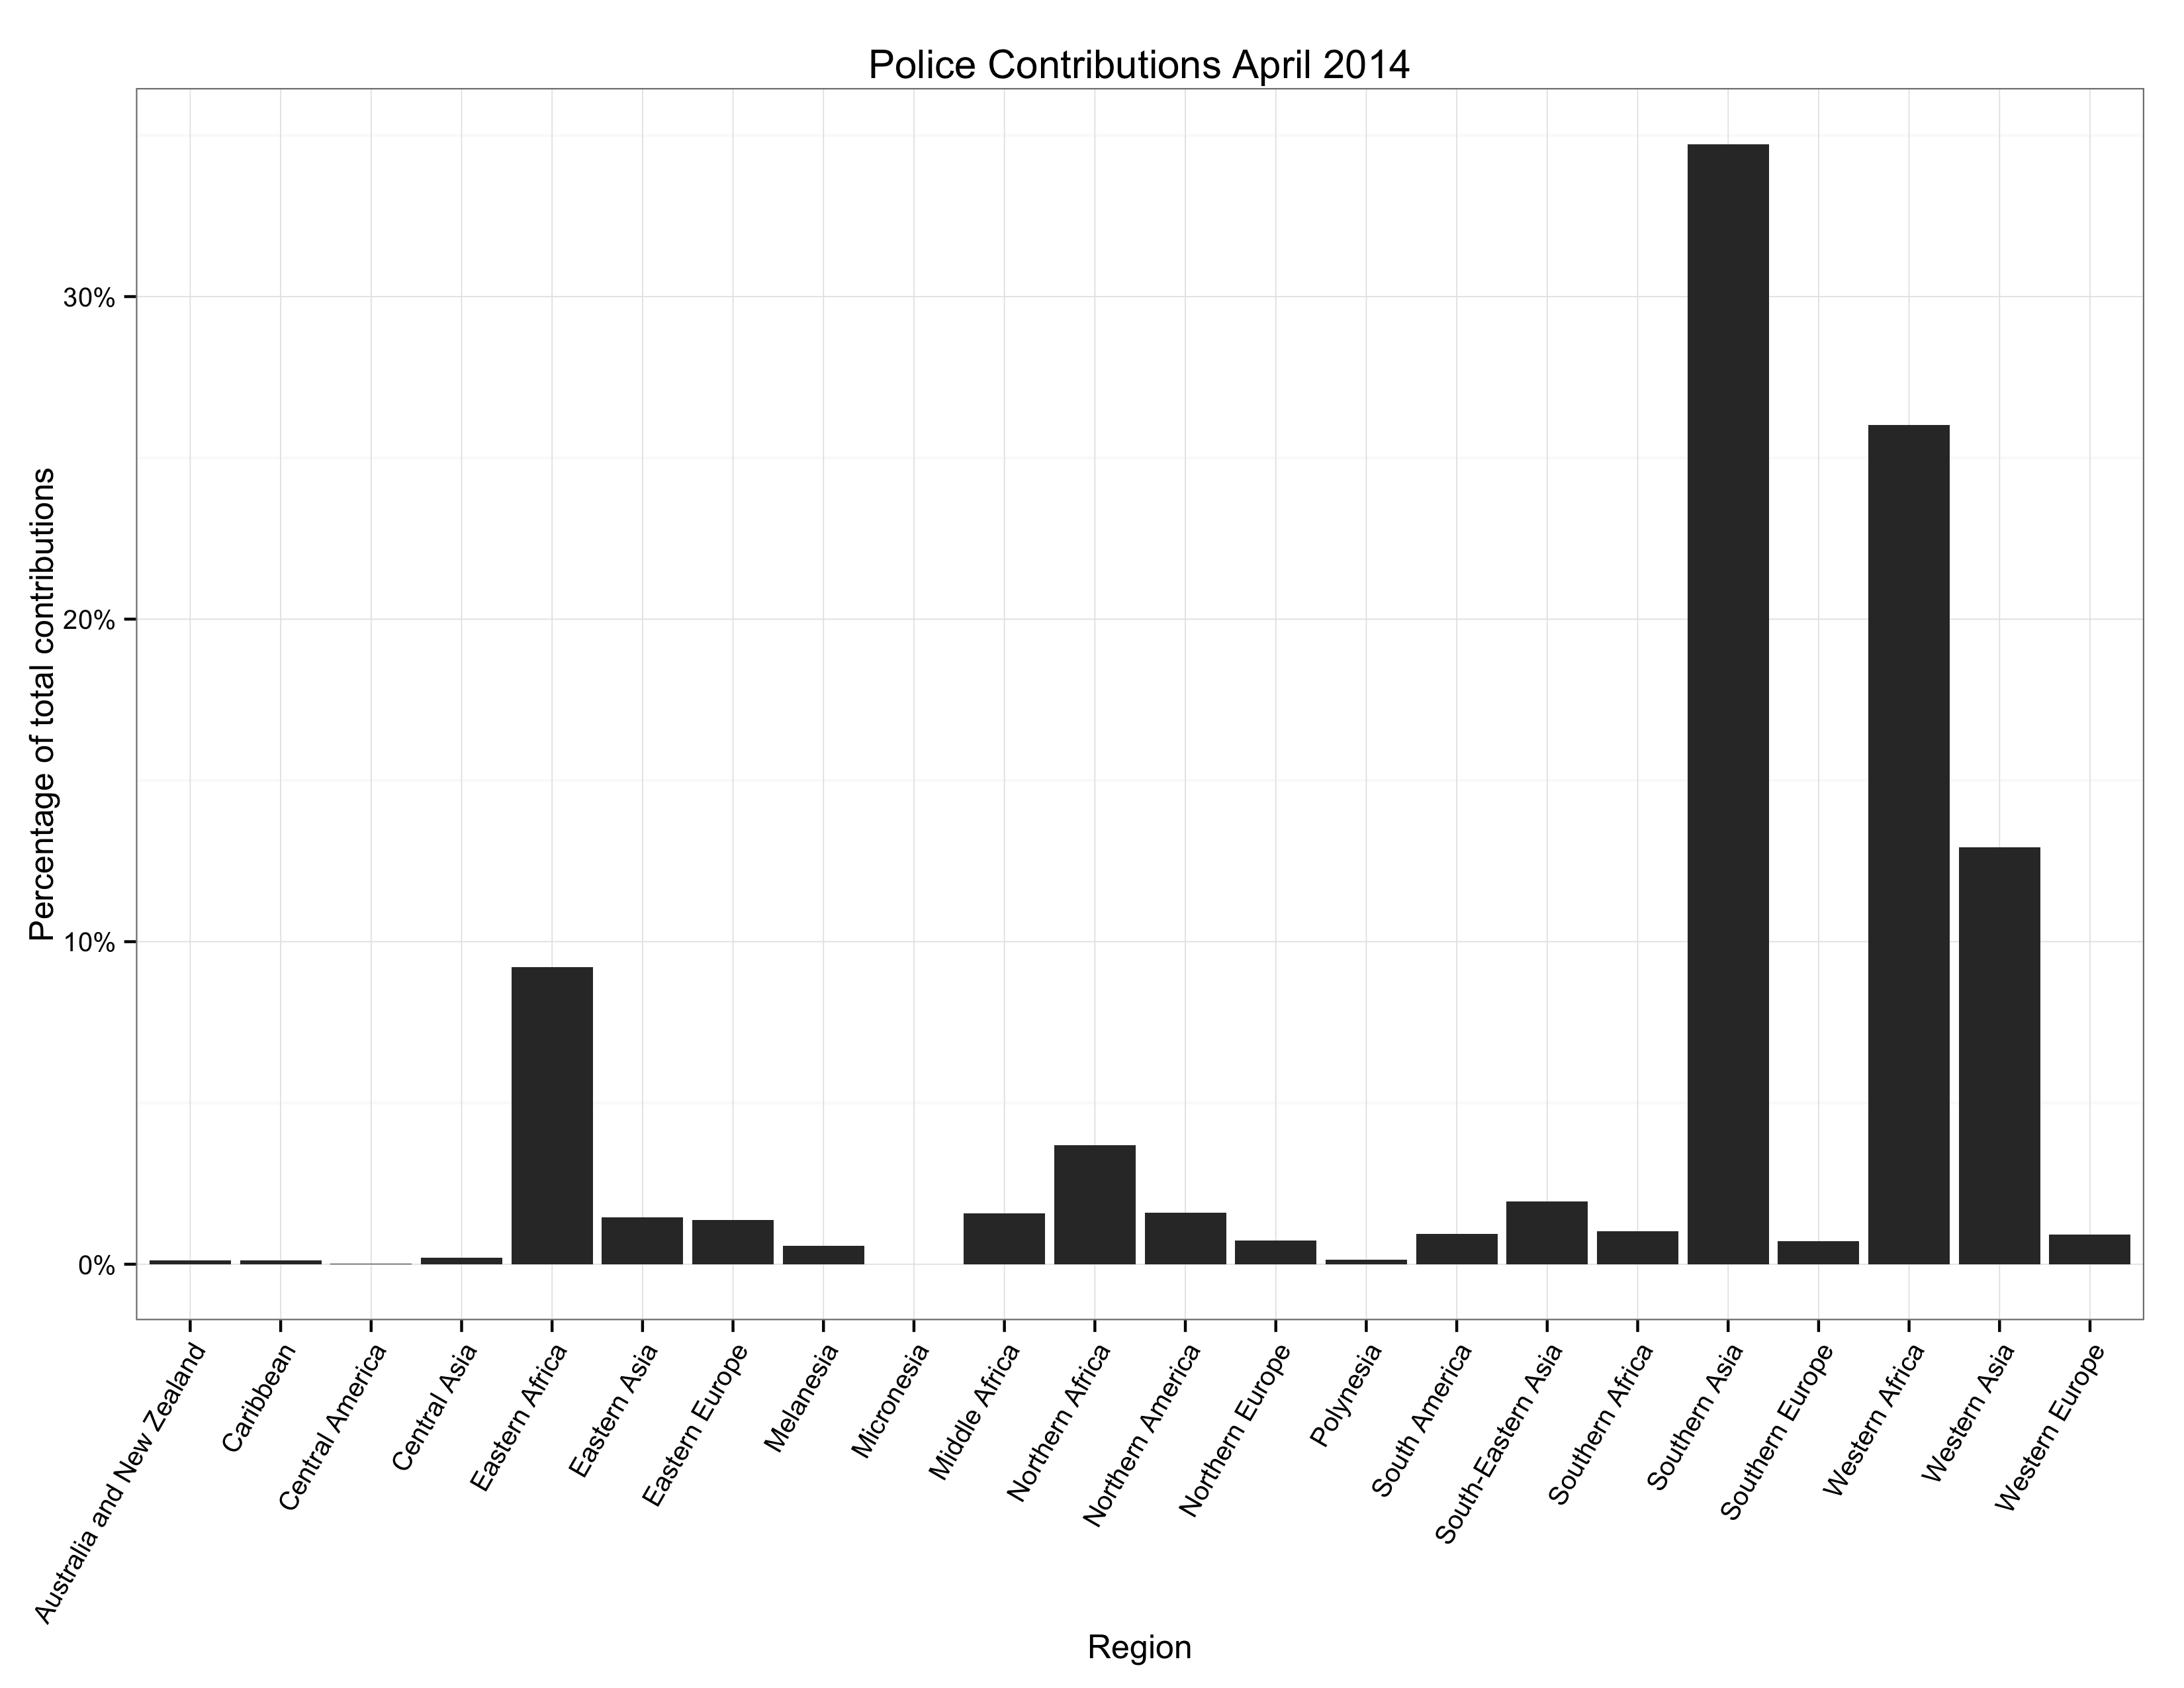 Police Contributions April 2014
Percentage of total contributions
30%
20%
10%
0%
Australia and New Zealand
Caribbean
Central America
Central Asia
Eastern Africa
Eastern Asia
Eastern Europe
Melanesia
Micronesia
Middle Africa
Northern Africa
Northern America
Northern Europe
Polynesia
South America
South-Eastern Asia
Southern Africa
Southern Asia
Southern Europe
Western Africa
Western Asia
Western Europe
Region